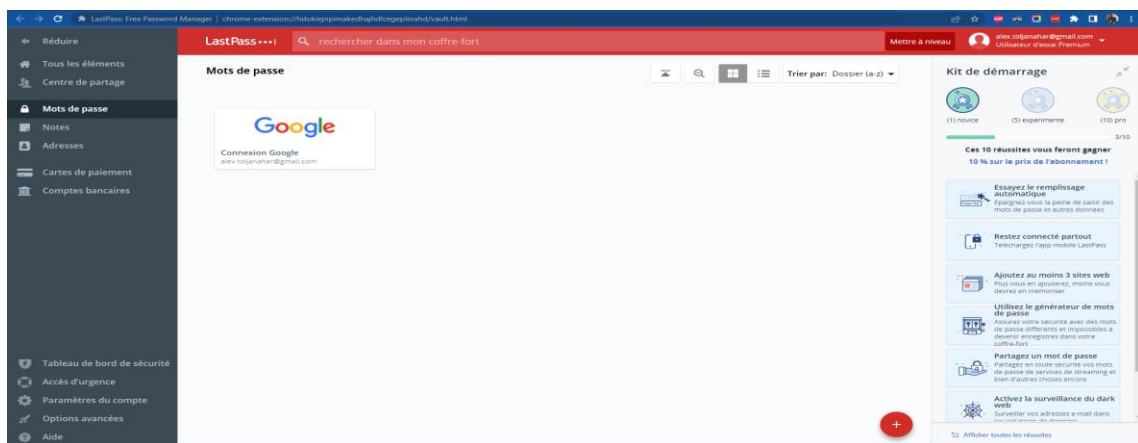 LastPass: Free Password Manager | chrome-extension://hdokiejnpimakedhajhdlcegeplioahd/vault.html
Réduire
Tous les éléments
Centre de partage
Mots de passe
Notes
Adresses
Cartes de paiement
Comptes bancaires
Tableau de bord de sécurité
Accès d'urgence
Paramètres du compte
Options avancées
Aide
LastPass
rechercher dans mon coffre-fort
Mettre à niveau
alex.toljanahar@gmail.com
Utilisateur d'essai Premium
Mots de passe
Trier par: Dossier (a-z)
Google
Connexion Google
alex.toljanahar@gmail.com
Kit de démarrage
(1) novice (5) experimente (10) pro
3/10
Ces 10 réussites vous feront gagner
10 % sur le prix de l'abonnement !
Essayez le remplissage
automatique
Épargnez-vous la peine de saisir des
mots de passe et autres données
Restez connecté partout
Téléchargez l'app mobile LastPass
Ajoutez au moins 3 sites web
Plus vous en ajouterez, moins vous
devrez en mémoriser
Utilisez le générateur de mots
de passe
Assurez votre sécurité avec des mots
de passe différents et impossibles à
devenir enregistrés dans votre
coffre-fort
Partagez un mot de passe
Partagez en toute sécurité vos mots
de passe de services de streaming et
bien d'autres choses encore
Activez la surveillance du dark
web
Surveiller vos adresses e-mail dans
les violations de données
Afficher toutes les réussites